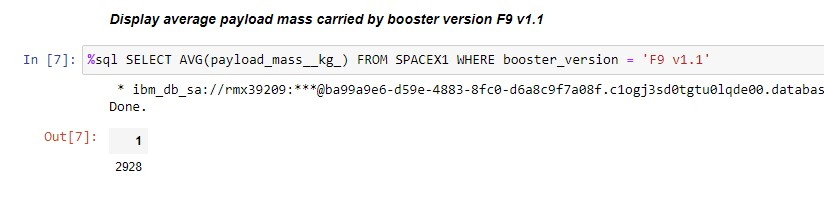 Display average payload mass carried by booster version F9 v1.1
In [7]: %sql SELECT AVG(payload_mass__kg_) FROM SPACEX1 WHERE booster_version = 'F9 v1.1'
* ibm_db_sa://rmx39209:***@ba99a9e6-d59e-4883-8fc0-d6a8c9f7a08f.c1ogj3sd0tgtu0lqde00.databas
Done.
Out[7]: 1
2928